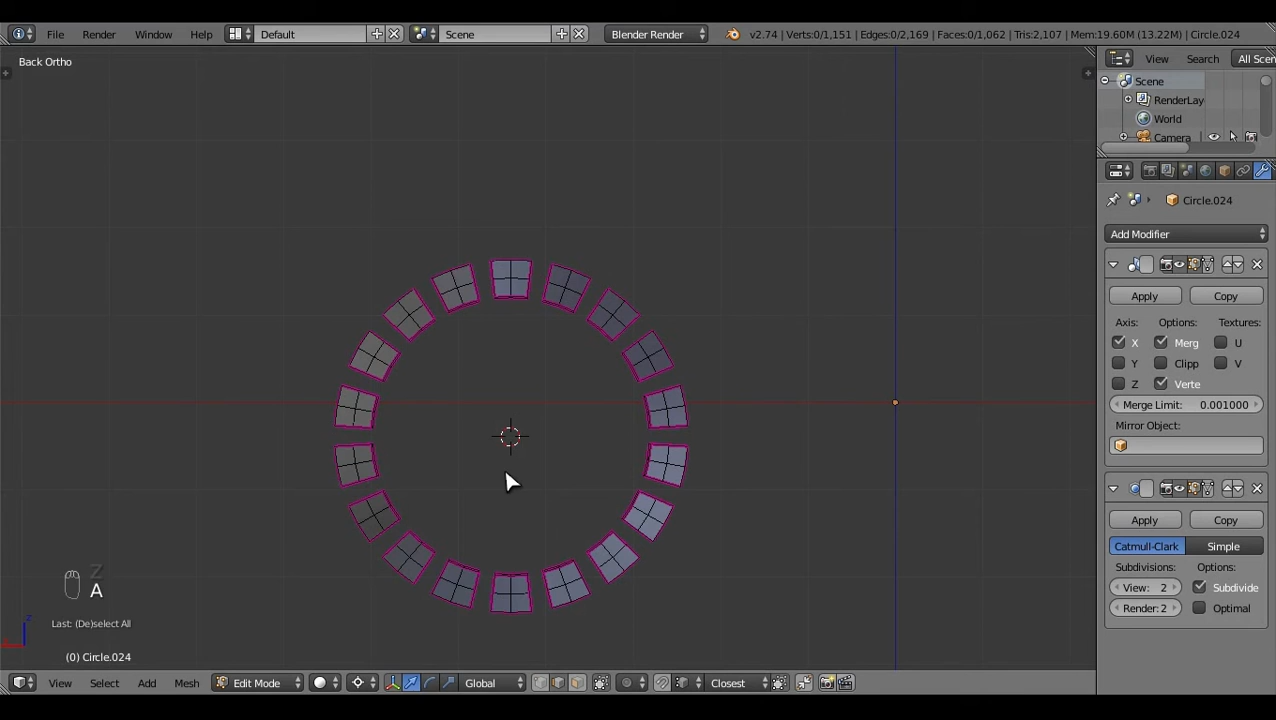 File Render Window Help Default Scene Blender Render v2.74 | Verts:0/1,151 | Edges:0/2,169 | Faces:0/1,062 | Tris:2,107 | Mem:19.60M (13.22M) | Circle.024
Back Ortho
View Search All Scen
Scene
RenderLay
World
Camera
Circle.024
Add Modifier
Apply Copy
Axis: Options: Textures:
X Merg U
Y Clipp V
Z Verte
Merge Limit: 0.001000
Mirror Object:
Apply Copy
Catmull-Clark Simple
Subdivisions: Options:
View: 2 Subdivide
Render: 2 Optimal
Z
A
Last: (De)select All
(0) Circle.024
View Select Add Mesh Edit Mode Global Closest